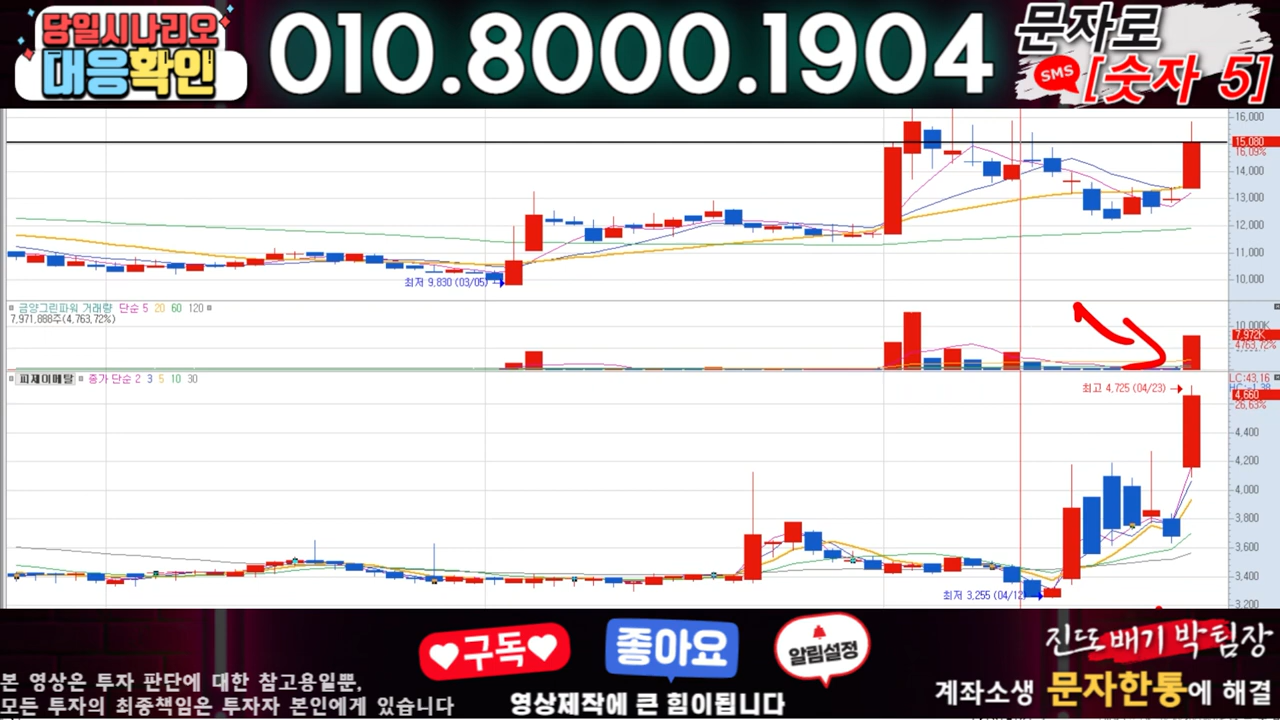 당일시나리오
대응확인
010.8000.1904
문자로
SMS
[숫자 5]
16,000
15,080
16,09%
14,000
13,000
12,000
11,000
10,000
최저 9,830 (03/05)
금양그린파워 거래량 단순 5 20 60 120
7,971,888주(4,763,72%)
10,000K
7,972K
4763,72%
피제이메탈 종가 단순 2 3 5 10 30
LC:43,16
HC:-1,38
최고 4,725 (04/23)
4,660
26,63%
4,400
4,200
4,000
3,800
3,600
3,400
3,200
최저 3,255 (04/12)
구독
좋아요
알림설정
진또배기 박팀장
본 영상은 투자 판단에 대한 참고용일뿐,
모든 투자의 최종책임은 투자자 본인에게 있습니다
영상제작에 큰 힘이됩니다
계좌소생 문자한통에 해결